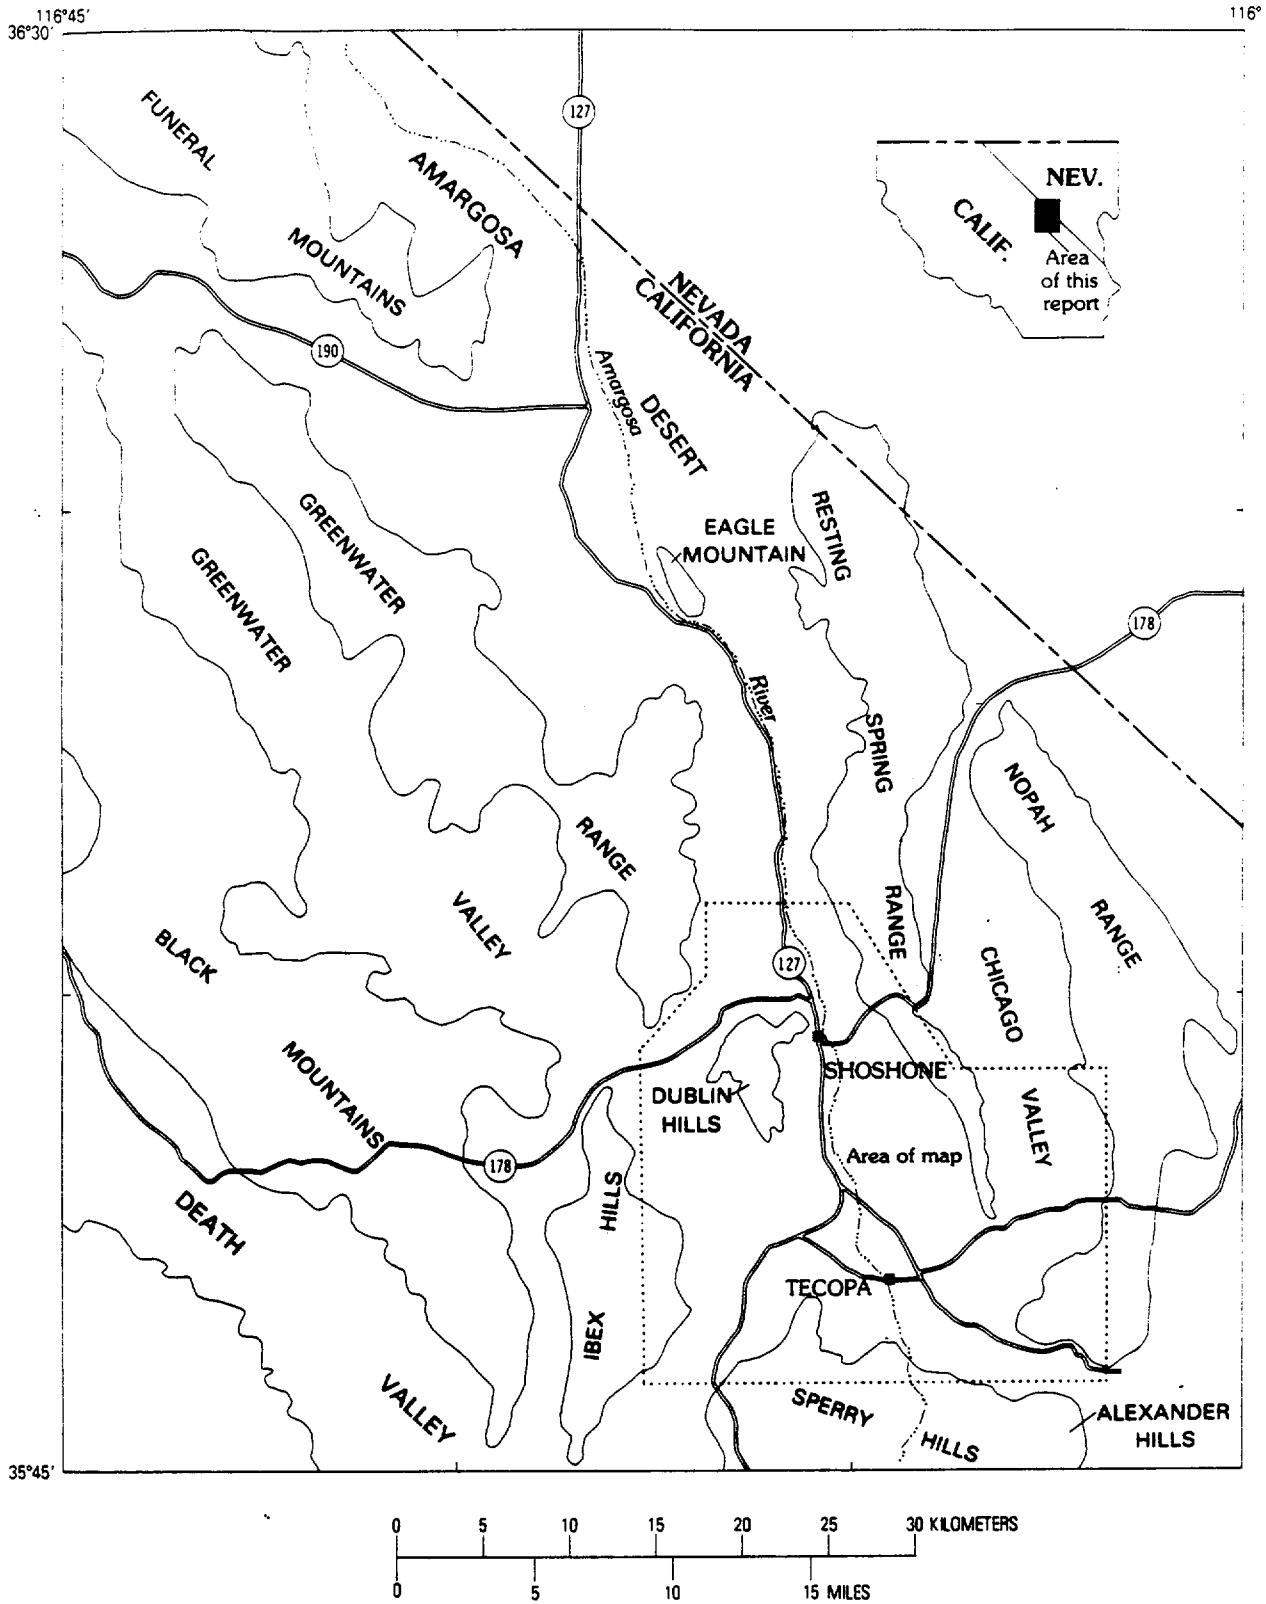 116°45′
116°
36°30′
127
FUNERAL
MOUNTAINS
AMARGOSA
DESERT
NEV.
CALIF.
Area
of this
report
NEVADA
CALIFORNIA
190
Amargosa
River
EAGLE
MOUNTAIN
RESTING
SPRING
RANGE
GREENWATER
RANGE
GREENWATER
VALLEY
178
NOPAH
RANGE
BLACK
MOUNTAINS
127
CHICAGO
VALLEY
SHOSHONE
DUBLIN
HILLS
Area of map
178
DEATH
VALLEY
IBEX
HILLS
TECOPA
SPERRY
HILLS
ALEXANDER
HILLS
35°45′
0 5 10 15 20 25 30 KILOMETERS
0 5 10 15 MILES